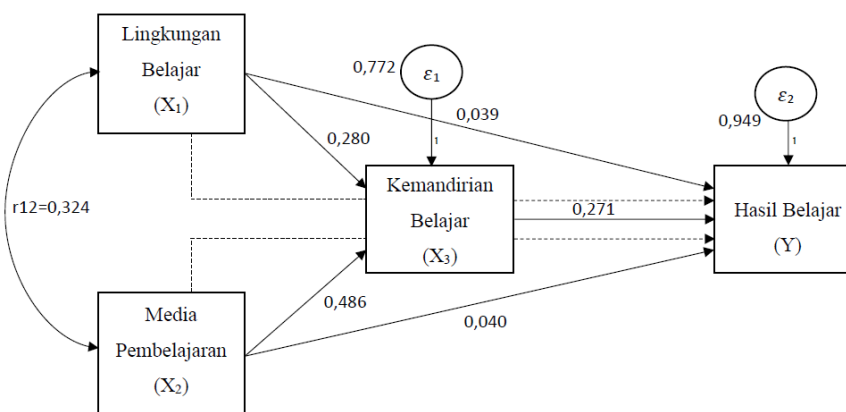 Lingkungan
Belajar
(X₁)
0,772
ε₁
ε₂
0,949
0,039
1
1
0,280
r12=0,324
Kemandirian
Belajar
(X₃)
0,271
Hasil Belajar
(Y)
0,486
0,040
Media
Pembelajaran
(X₂)